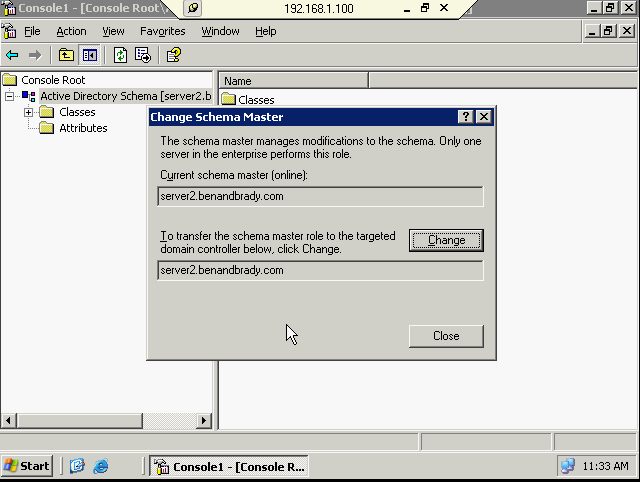 Console1 - [Console Root\
192.168.1.100
File Action View Favorites Window Help
Console Root
Active Directory Schema [server2.b
Classes
Attributes
Name
Classes
Change Schema Master
The schema master manages modifications to the schema. Only one
server in the enterprise performs this role.
Current schema master (online):
server2.benandbrady.com
To transfer the schema master role to the targeted
domain controller below, click Change.
Change
server2.benandbrady.com
Close
Start
Console1 - [Console R...
11:33 AM